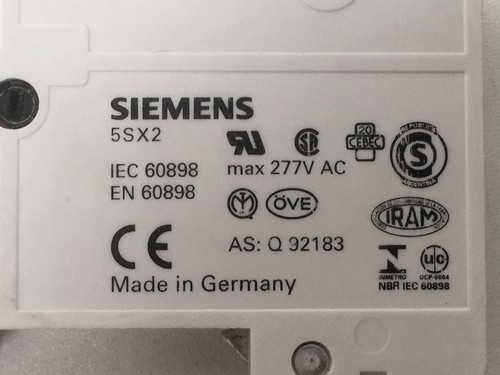 SIEMENS
5SX2
IEC 60898
EN 60898
max 277V AC
20
CEBEC
S
ÖVE
IRAM
AS: Q 92183
CE
Made in Germany
INMETRO
UC
OCP-0004
NBR IEC 60898